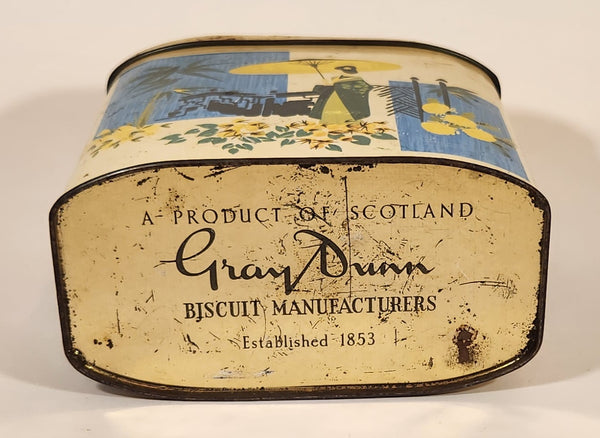 A PRODUCT OF SCOTLAND
Gray Dunn
BISCUIT MANUFACTURERS
Established 1853